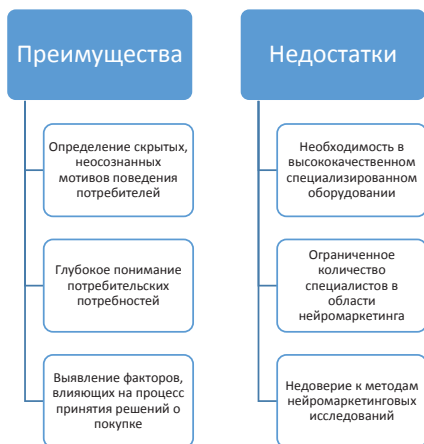 Преимущества
Определение скрытых,
неосознанных
мотивов поведения
потребителей
Глубокое понимание
потребительских
потребностей
Выявление факторов,
влияющих на процесс
принятия решений о
покупке
Недостатки
Необходимость в
высококачественном
специализированном
оборудовании
Ограниченное
количество
специалистов в
области
нейромаркетинга
Недоверие к методам
нейромаркетинговых
исследований